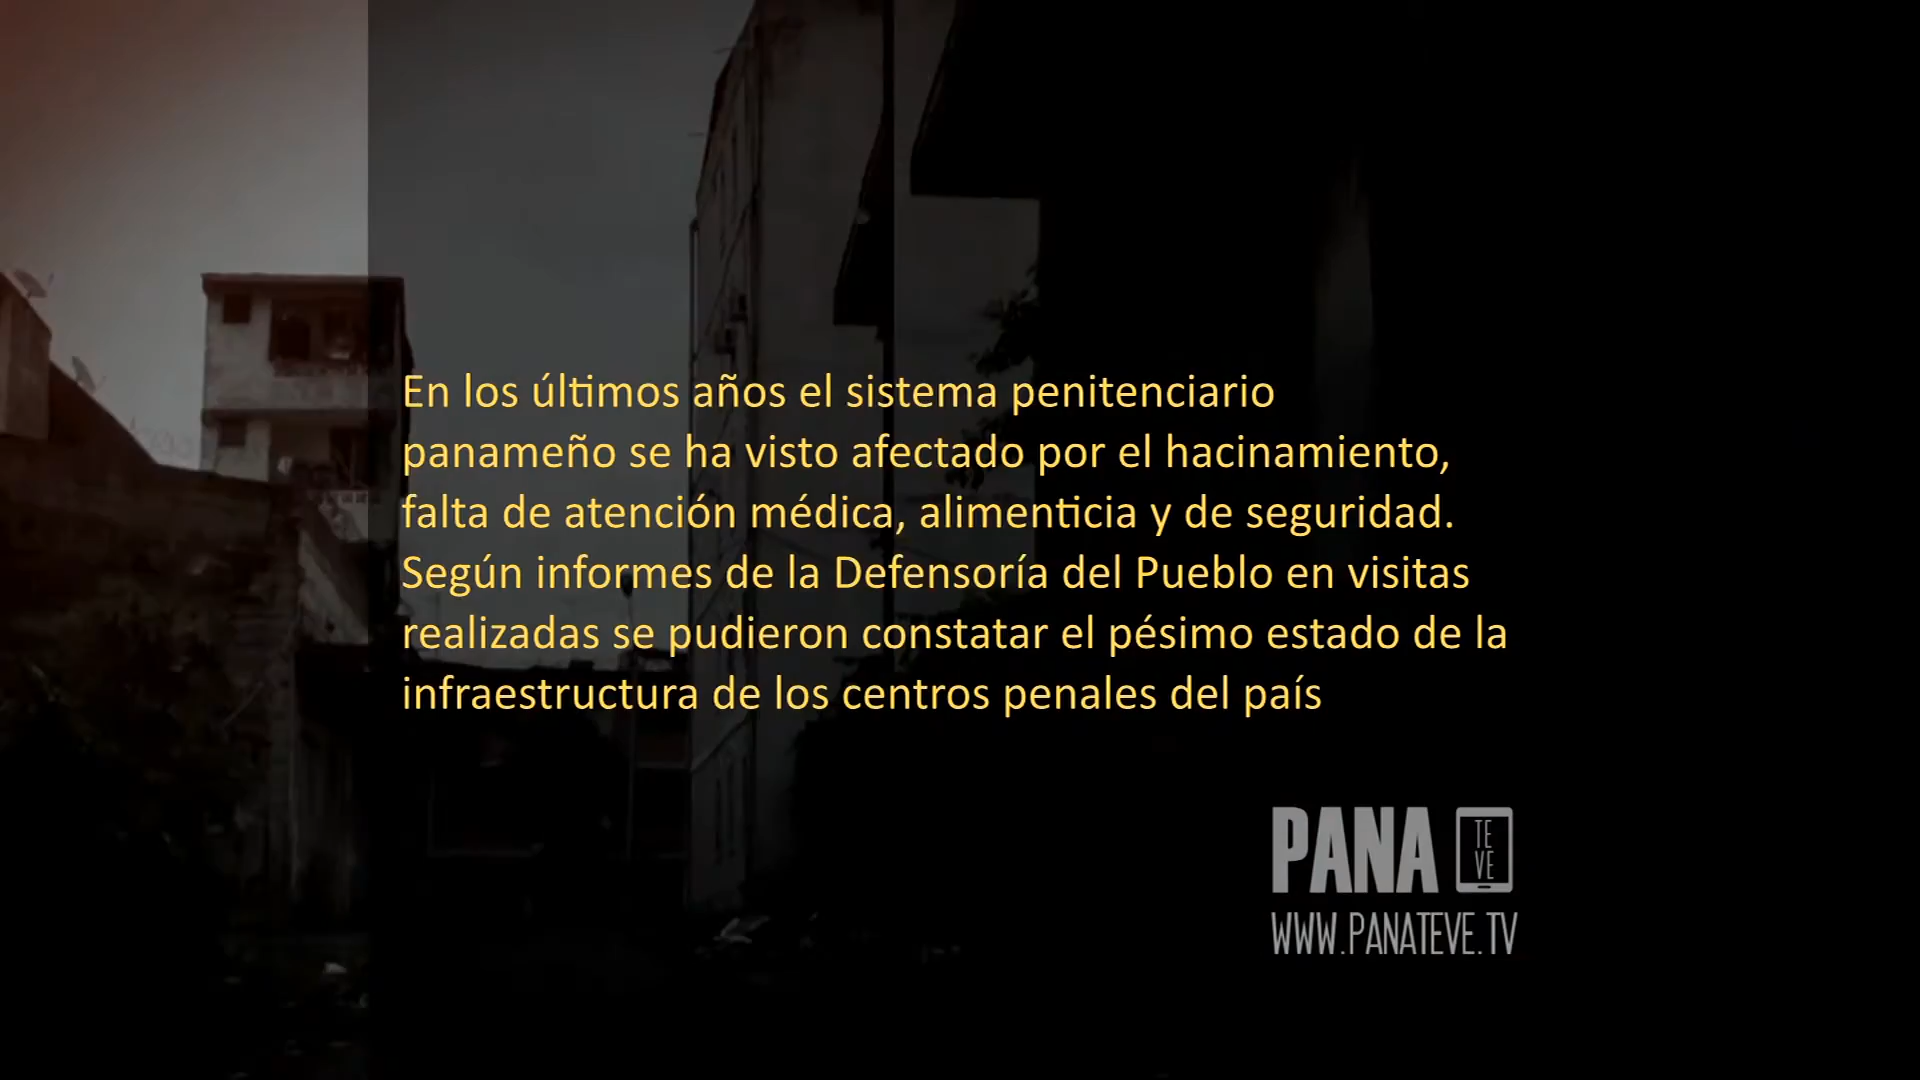 En los últimos años el sistema penitenciario
panameño se ha visto afectado por el hacinamiento,
falta de atención médica, alimenticia y de seguridad.
Según informes de la Defensoría del Pueblo en visitas
realizadas se pudieron constatar el pésimo estado de la
infraestructura de los centros penales del país
PANA TE
VE
WWW.PANATEVE.TV